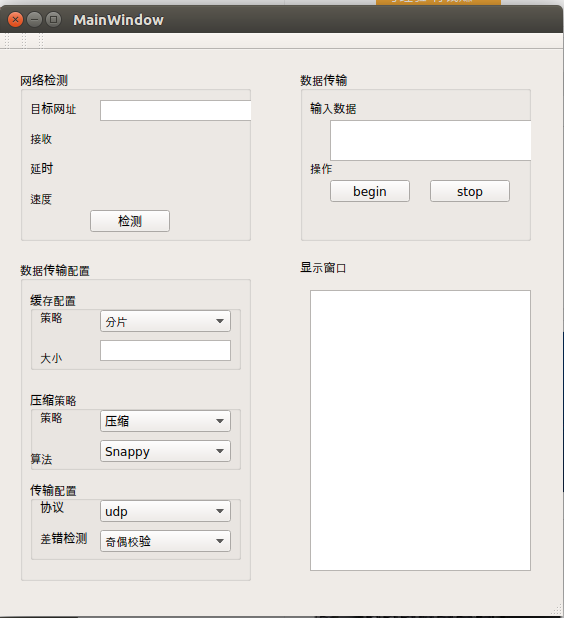 MainWindow
网络检测
目标网址
接收
延时
速度
检测
数据传输
输入数据
操作
begin
stop
数据传输配置
缓存配置
策略
分片
大小
压缩策略
策略
压缩
算法
Snappy
传输配置
协议
udp
差错检测
奇偶校验
显示窗口